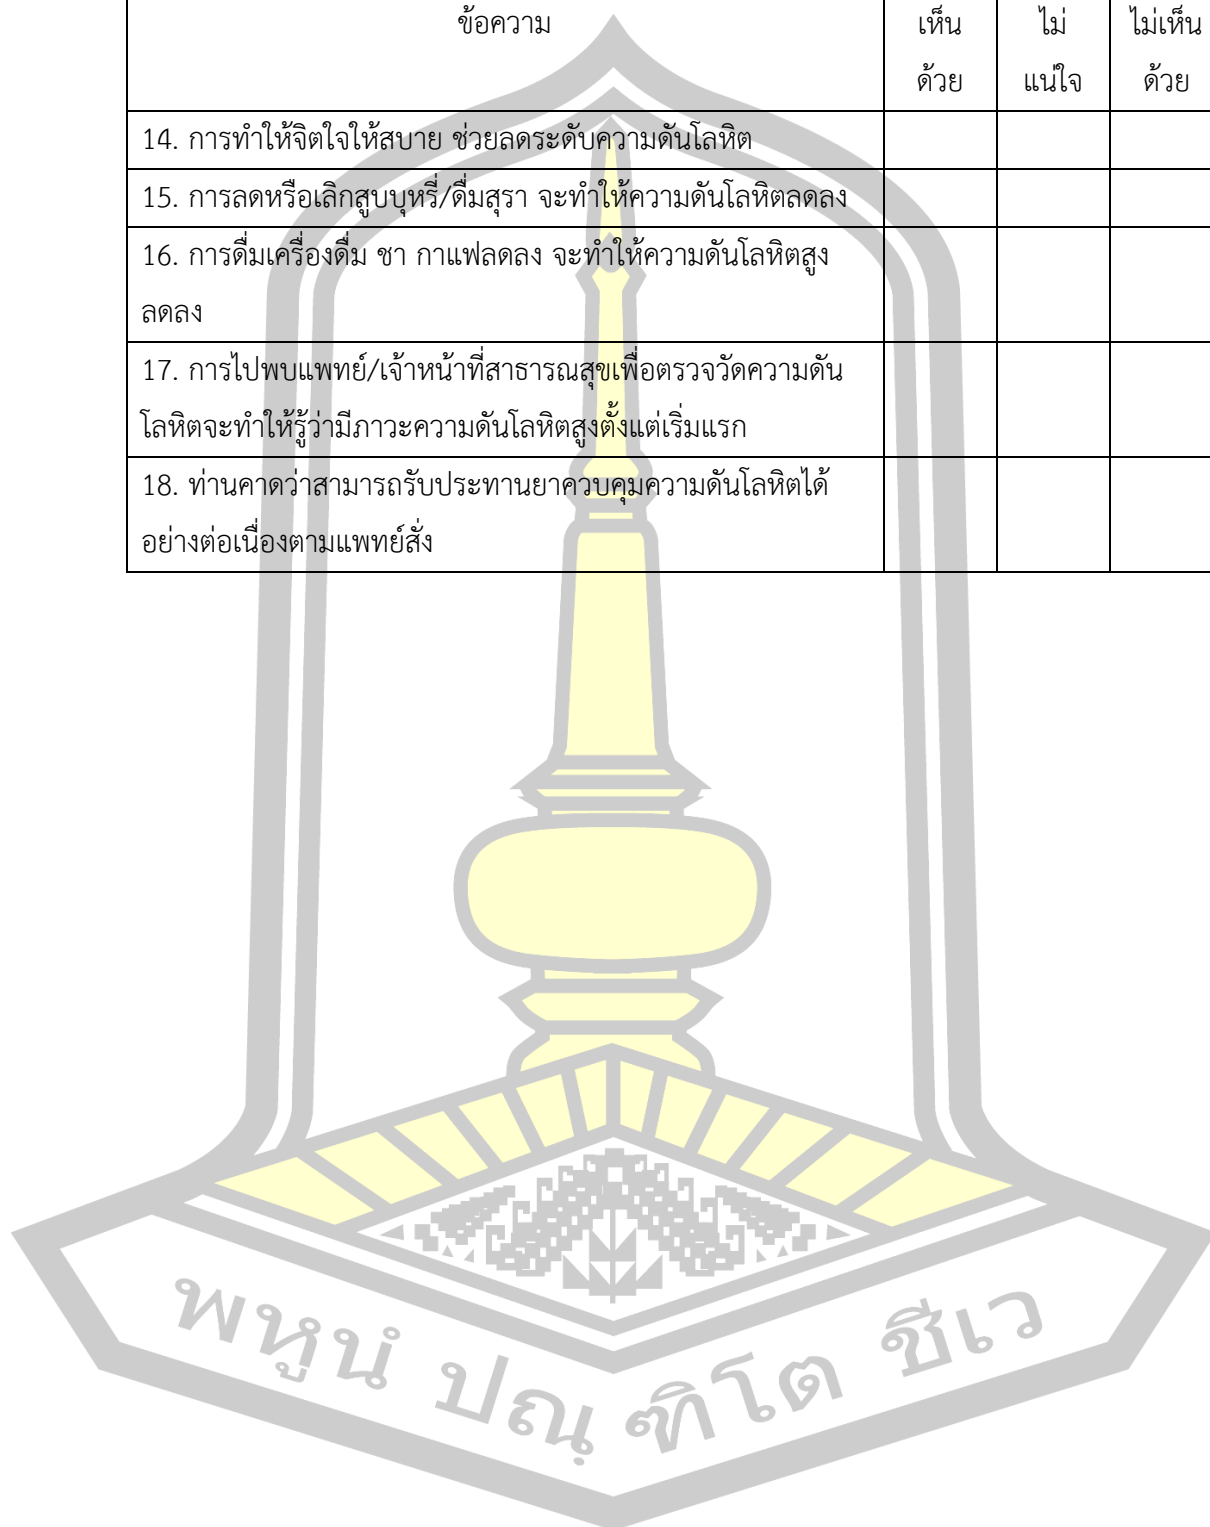 ข้อความ เห็น ไม่ ไม่เห็น
ด้วย แน่ใจ ด้วย
14. การทำให้จิตใจให้สบาย ช่วยลดระดับความดันโลหิต
15. การลดหรือเลิกสูบบุหรี่/ดื่มสุรา จะทำให้ความดันโลหิตลดลง
16. การดื่มเครื่องดื่ม ชา กาแฟลดลง จะทำให้ความดันโลหิตสูง
ลดลง
17. การไปพบแพทย์/เจ้าหน้าที่สาธารณสุขเพื่อตรวจวัดความดัน
โลหิตจะทำให้รู้ว่ามีภาวะความดันโลหิตสูงตั้งแต่เริ่มแรก
18. ท่านคาดว่าสามารถรับประทานยาควบคุมความดันโลหิตได้
อย่างต่อเนื่องตามแพทย์สั่ง
พหูนํ ปณฺฑิโต ชีเว